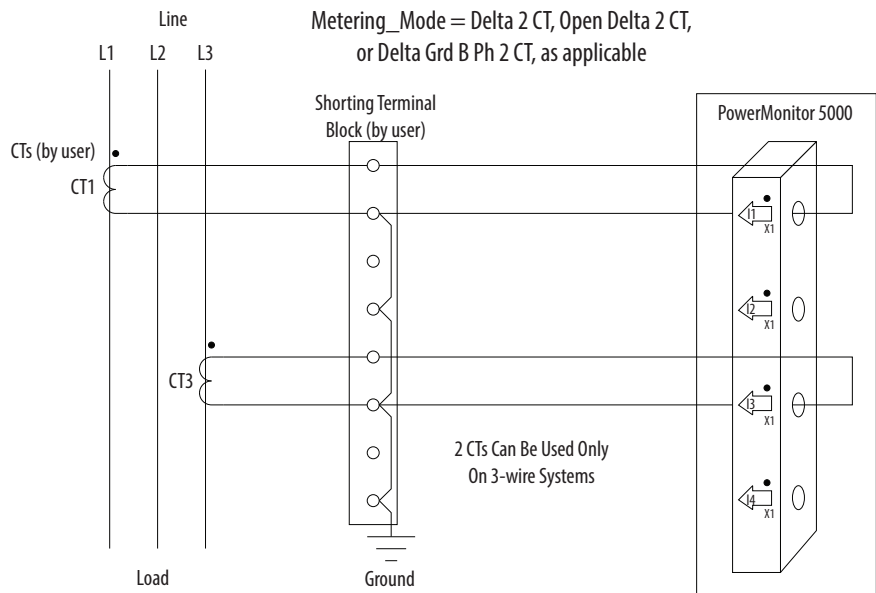 Line
Metering_Mode = Delta 2 CT, Open Delta 2 CT,
or Delta Grd B Ph 2 CT, as applicable
L1
L2
L3
Shorting Terminal
Block (by user)
PowerMonitor 5000
CTs (by user)
CT1
I1
X1
I2
X1
CT3
I3
X1
2 CTs Can Be Used Only
On 3-wire Systems
I4
X1
Load
Ground